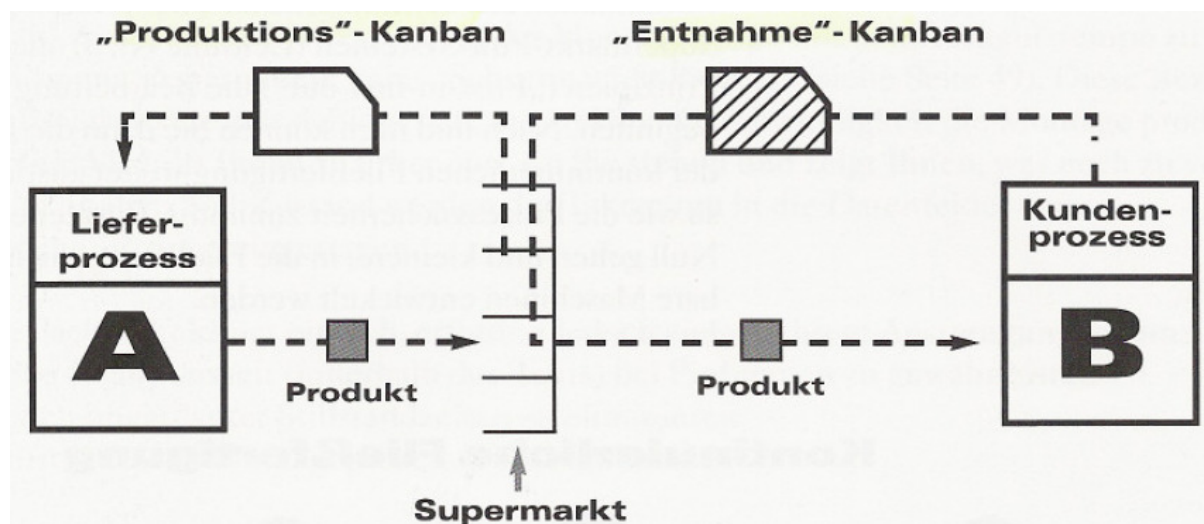 „Produktions“-Kanban
„Entnahme“-Kanban
Liefer-
prozess
A
Produkt
Supermarkt
Produkt
Kunden-
prozess
B